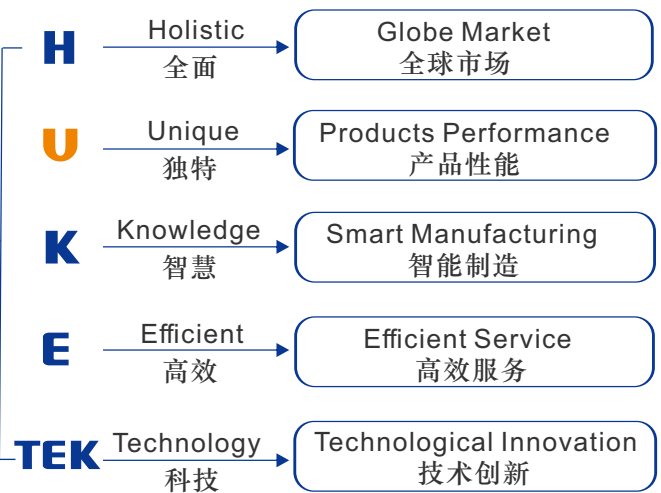 H
Holistic
全面
Globe Market
全球市场
U
Unique
独特
Products Performance
产品性能
K
Knowledge
智慧
Smart Manufacturing
智能制造
E
Efficient
高效
Efficient Service
高效服务
TEK
Technology
科技
Technological Innovation
技术创新